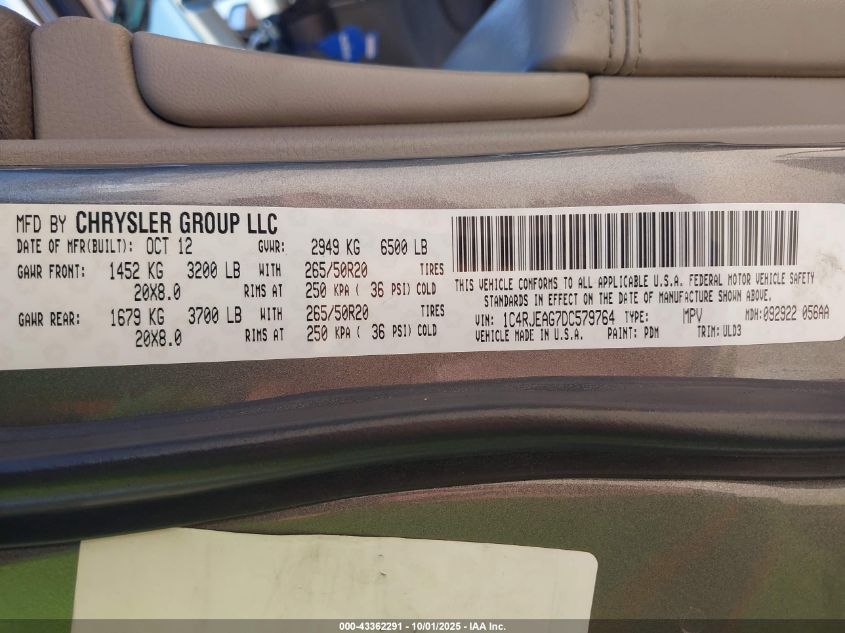 MFD BY CHRYSLER GROUP LLC
DATE OF MFR(BUILT): OCT 12 GVWR: 2949 KG 6500 LB
GAWR FRONT: 1452 KG 3200 LB WITH 265/50R20 TIRES
20X8.0 RIMS AT 250 KPA ( 36 PSI) COLD
GAWR REAR: 1679 KG 3700 LB WITH 265/50R20 TIRES
20X8.0 RIMS AT 250 KPA ( 36 PSI) COLD
THIS VEHICLE CONFORMS TO ALL APPLICABLE U.S.A. FEDERAL MOTOR VEHICLE SAFETY
STANDARDS IN EFFECT ON THE DATE OF MANUFACTURE SHOWN ABOVE.
VIN: 1C4RJEAG7DC579764 TYPE: MPV MDH: 092922 056AA
VEHICLE MADE IN U.S.A. PAINT: PDM TRIM: ULD3
000-43362291 - 10/01/2025 - IAA Inc.